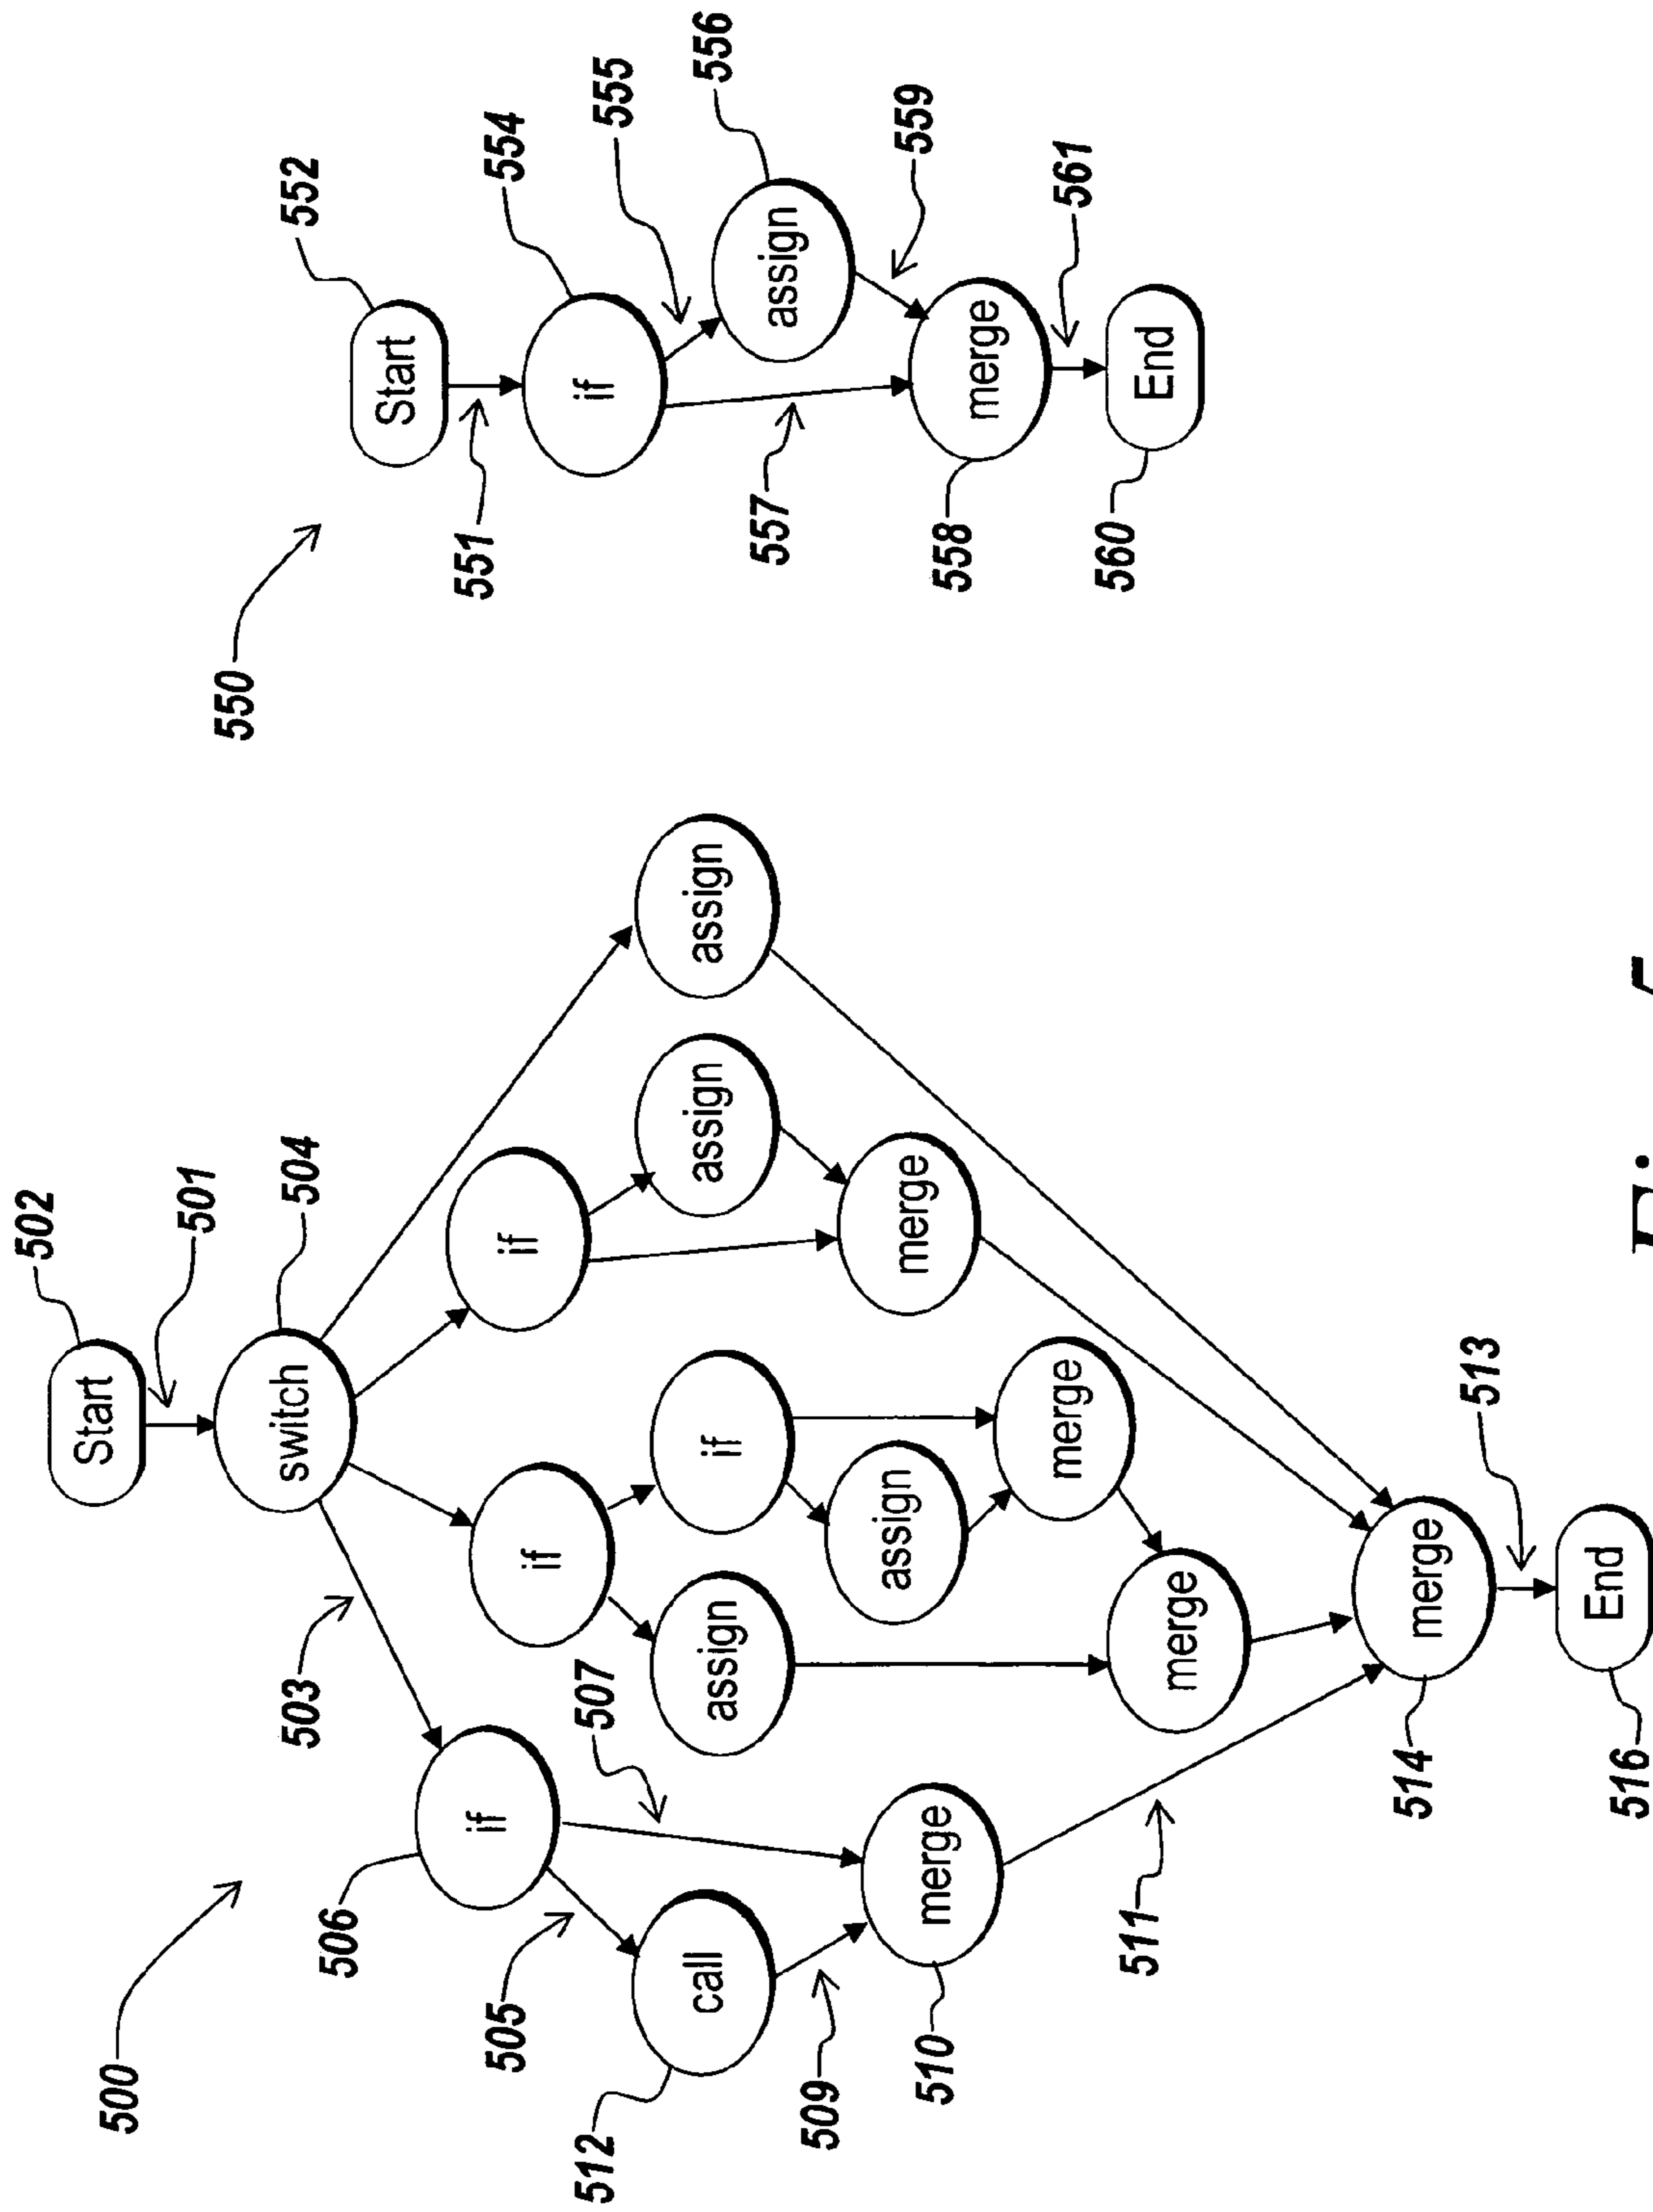 502
Start
500
501
550
503
switch
504
552
506
Start
551
if
505
554
if
if
if
507
555
512
call
assign
if
assign
assign
556
557
assign
509
assign
559
510
merge
merge
558
merge
merge
561
511
merge
560
End
514
merge
513
516
End